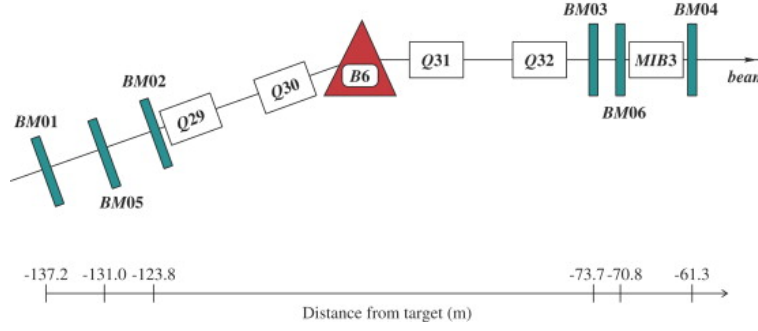 BM03
BM04
B6
Q31
Q32
MIB3
beam
BM02
Q30
BM06
BM01
Q29
BM05
-137.2
-131.0
-123.8
-73.7
-70.8
-61.3
Distance from target (m)